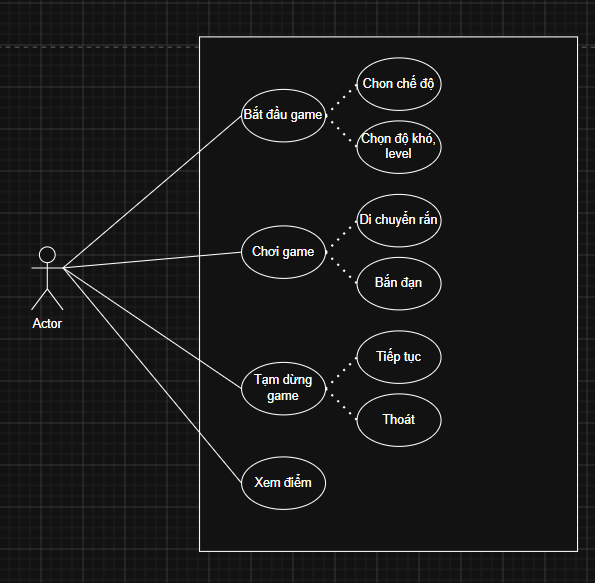 Chon chế độ
Bắt đầu game
Chọn độ khó,
level
Di chuyển rắn
Chơi game
Bắn đạn
Actor
Tiếp tục
Tạm dừng
game
Thoát
Xem điểm